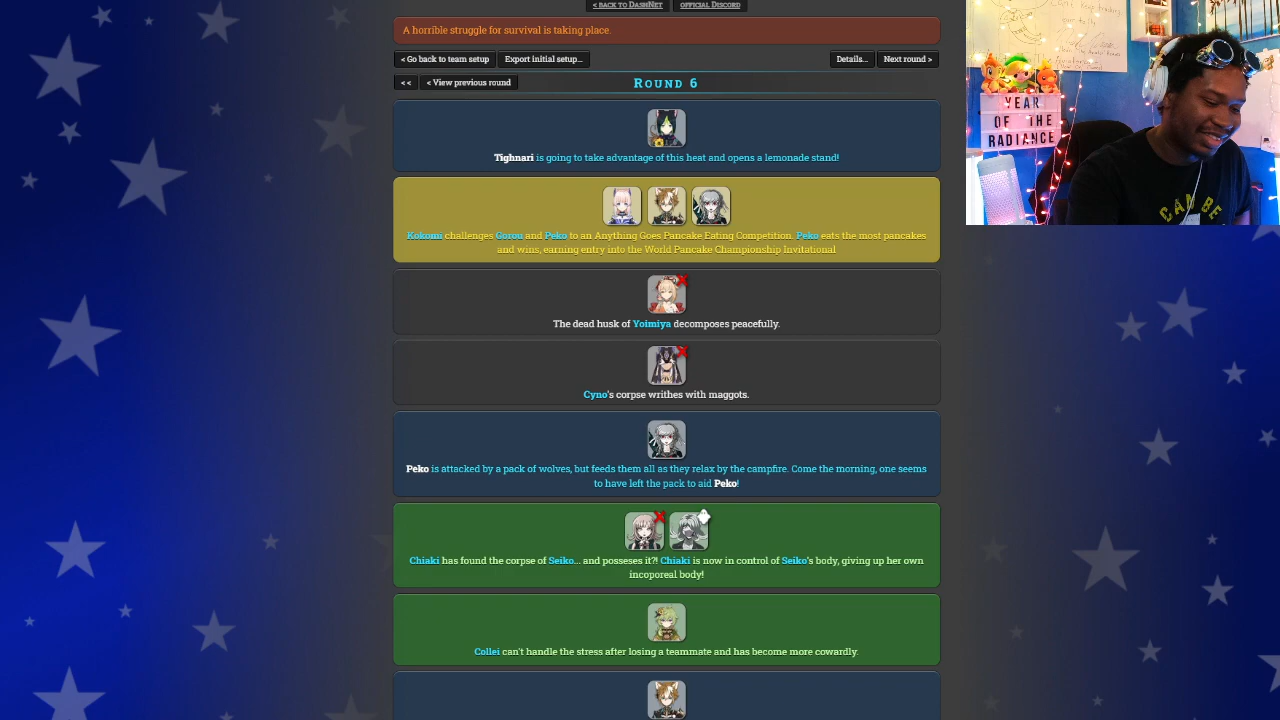 < BACK TO DASHNET
OFFICIAL DISCORD
A horrible struggle for survival is taking place.
< Go back to team setup
Export initial setup...
Details...
Next round >
<<
< View previous round
ROUND 6
Tighnari is going to take advantage of this heat and opens a lemonade stand!
Kokomi challenges Gorou and Peko to an Anything Goes Pancake Eating Competition. Peko eats the most pancakes
and wins, earning entry into the World Pancake Championship Invitational
The dead husk of Yoimiya decomposes peacefully.
Cyno's corpse writhes with maggots.
Peko is attacked by a pack of wolves, but feeds them all as they relax by the campfire. Come the morning, one seems
to have left the pack to aid Peko!
Chiaki has found the corpse of Seiko... and posseses it?! Chiaki is now in control of Seiko's body, giving up her own
incoporeal body!
Collei can't handle the stress after losing a teammate and has become more cowardly.
YEAR
OF THE
RADIANCE
CAN BE